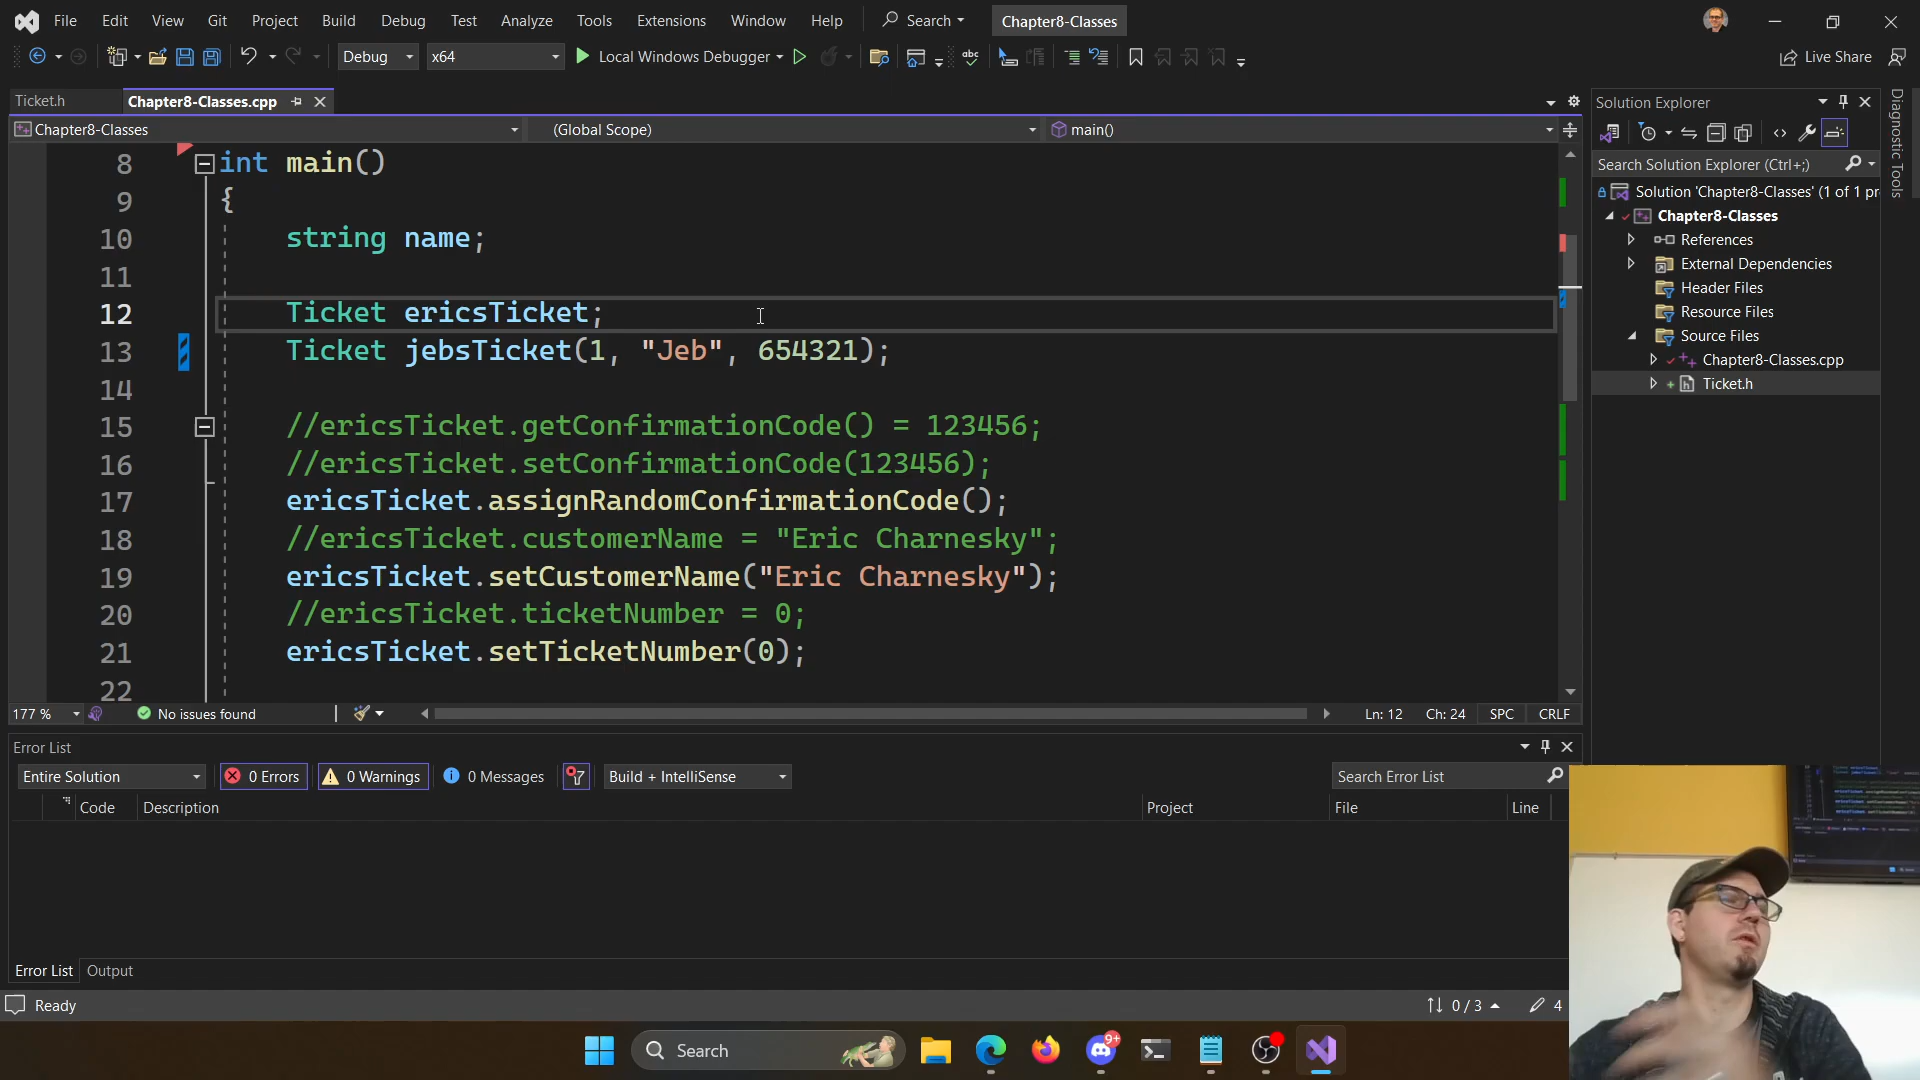 File Edit View Git Project Build Debug Test Analyze Tools Extensions Window Help Search Chapter8-Classes
Debug x64 Local Windows Debugger Live Share
Ticket.h Chapter8-Classes.cpp
Chapter8-Classes (Global Scope) main()
8 int main()
9 {
10 string name;
11
12 Ticket ericsTicket;
13 Ticket jebsTicket(1, "Jeb", 654321);
14
15 //ericsTicket.getConfirmationCode() = 123456;
16 //ericsTicket.setConfirmationCode(123456);
17 ericsTicket.assignRandomConfirmationCode();
18 //ericsTicket.customerName = "Eric Charnesky";
19 ericsTicket.setCustomerName("Eric Charnesky");
20 //ericsTicket.ticketNumber = 0;
21 ericsTicket.setTicketNumber(0);
22
177 % No issues found Ln: 12 Ch: 24 SPC CRLF
Solution Explorer
Search Solution Explorer (Ctrl+;)
Solution 'Chapter8-Classes' (1 of 1 pr
Chapter8-Classes
References
External Dependencies
Header Files
Resource Files
Source Files
Chapter8-Classes.cpp
Ticket.h
Diagnostic Tools
Error List
Entire Solution 0 Errors 0 Warnings 0 Messages Build + IntelliSense Search Error List
Code Description Project File Line
Error List Output
Ready 0 / 3 4
Search 9+